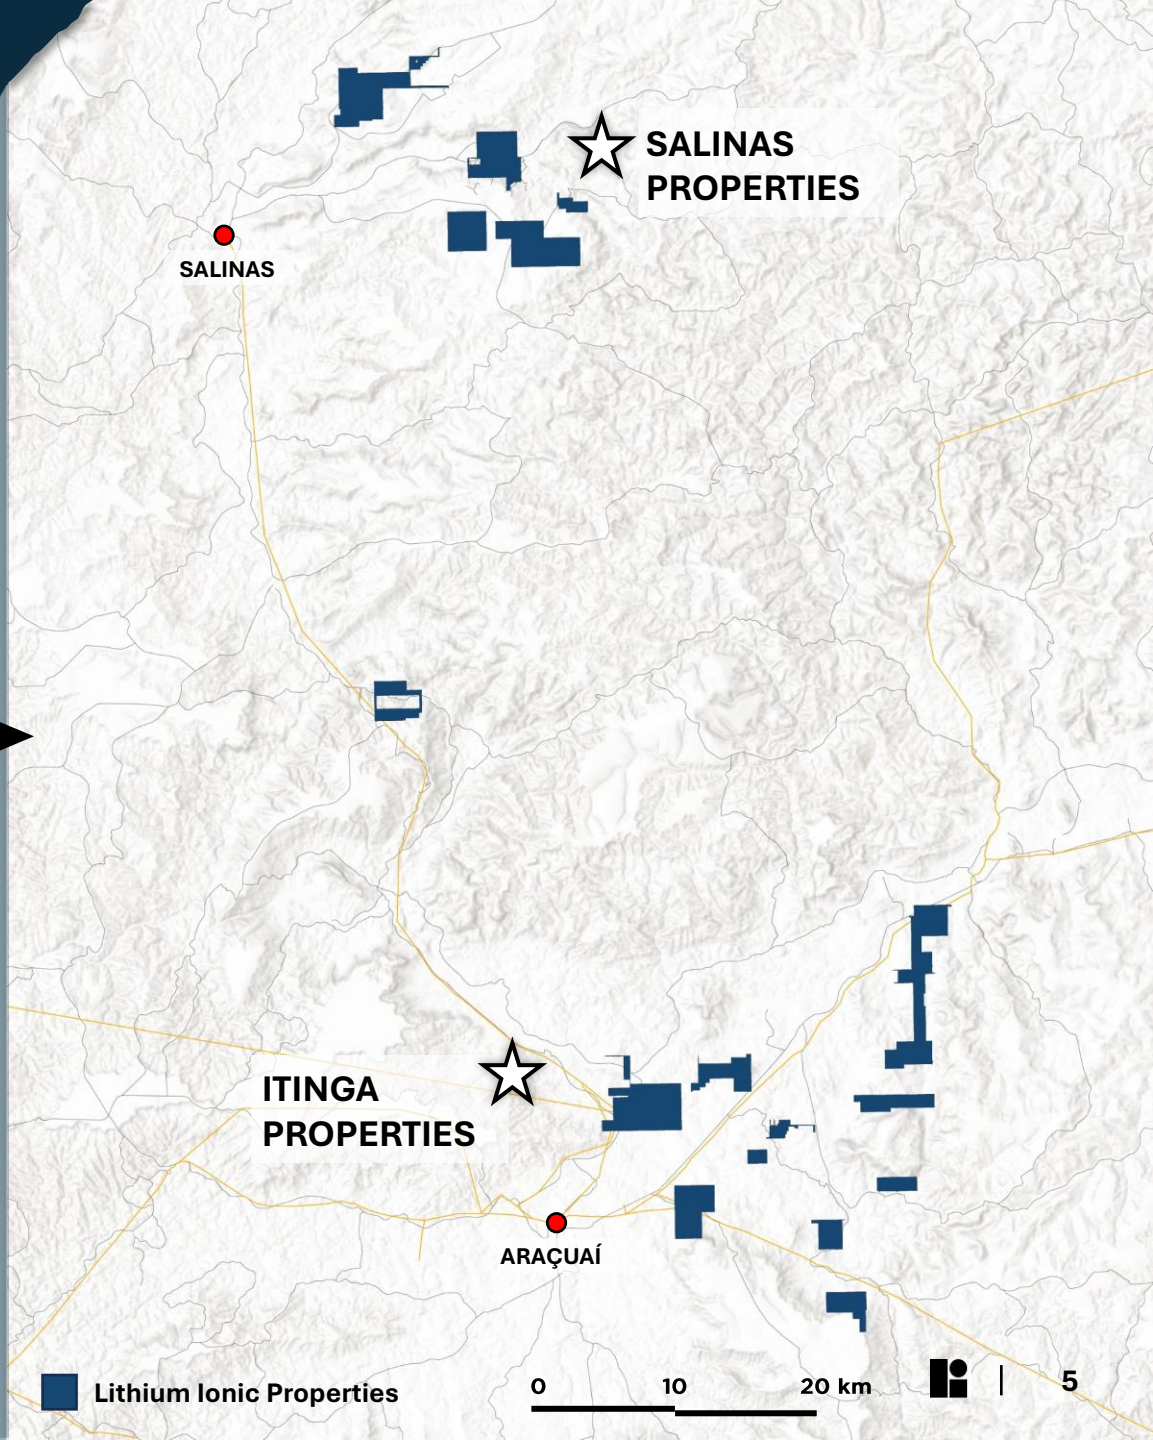 SALINAS
PROPERTIES
SALINAS
ITINGA
PROPERTIES
ARAÇUAÍ
Lithium Ionic Properties
0 10 20 km
5